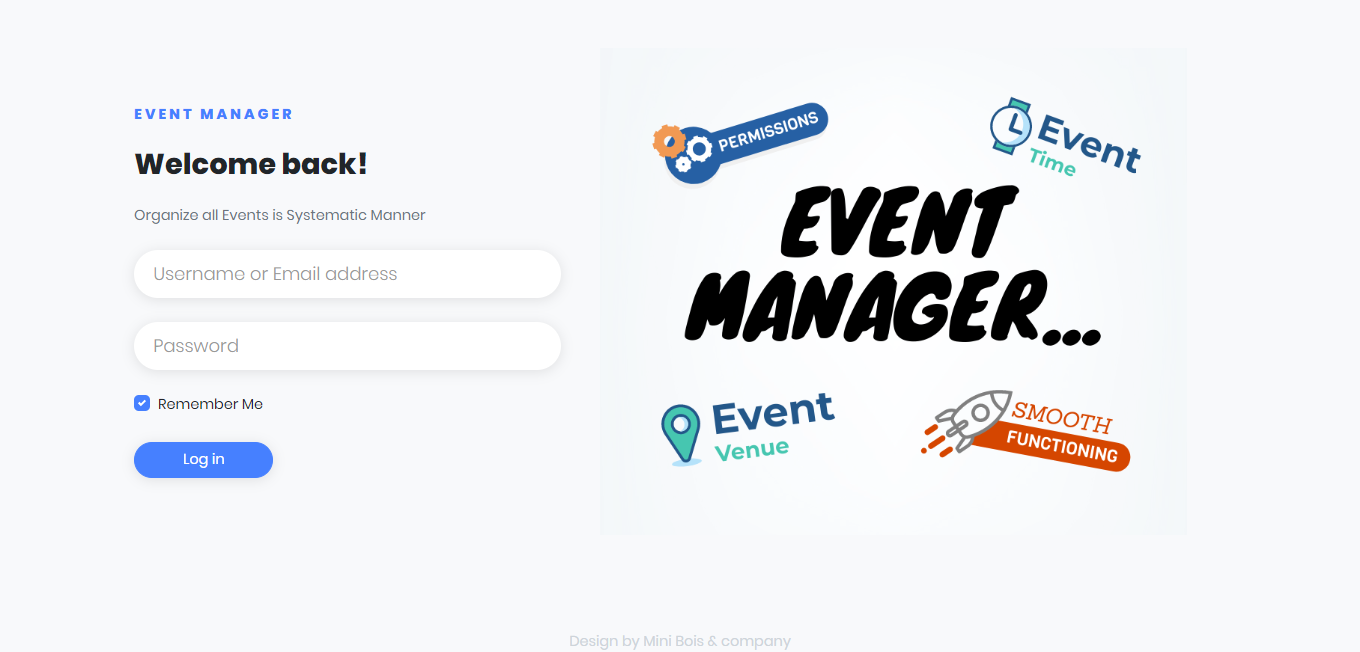 EVENT MANAGER
Welcome back!
Organize all Events is Systematic Manner
Username or Email address
Password
Remember Me
Log in
PERMISSIONS
Event
Time
EVENT
MANAGER...
Event
Venue
SMOOTH
FUNCTIONING
Design by Mini Bois & company